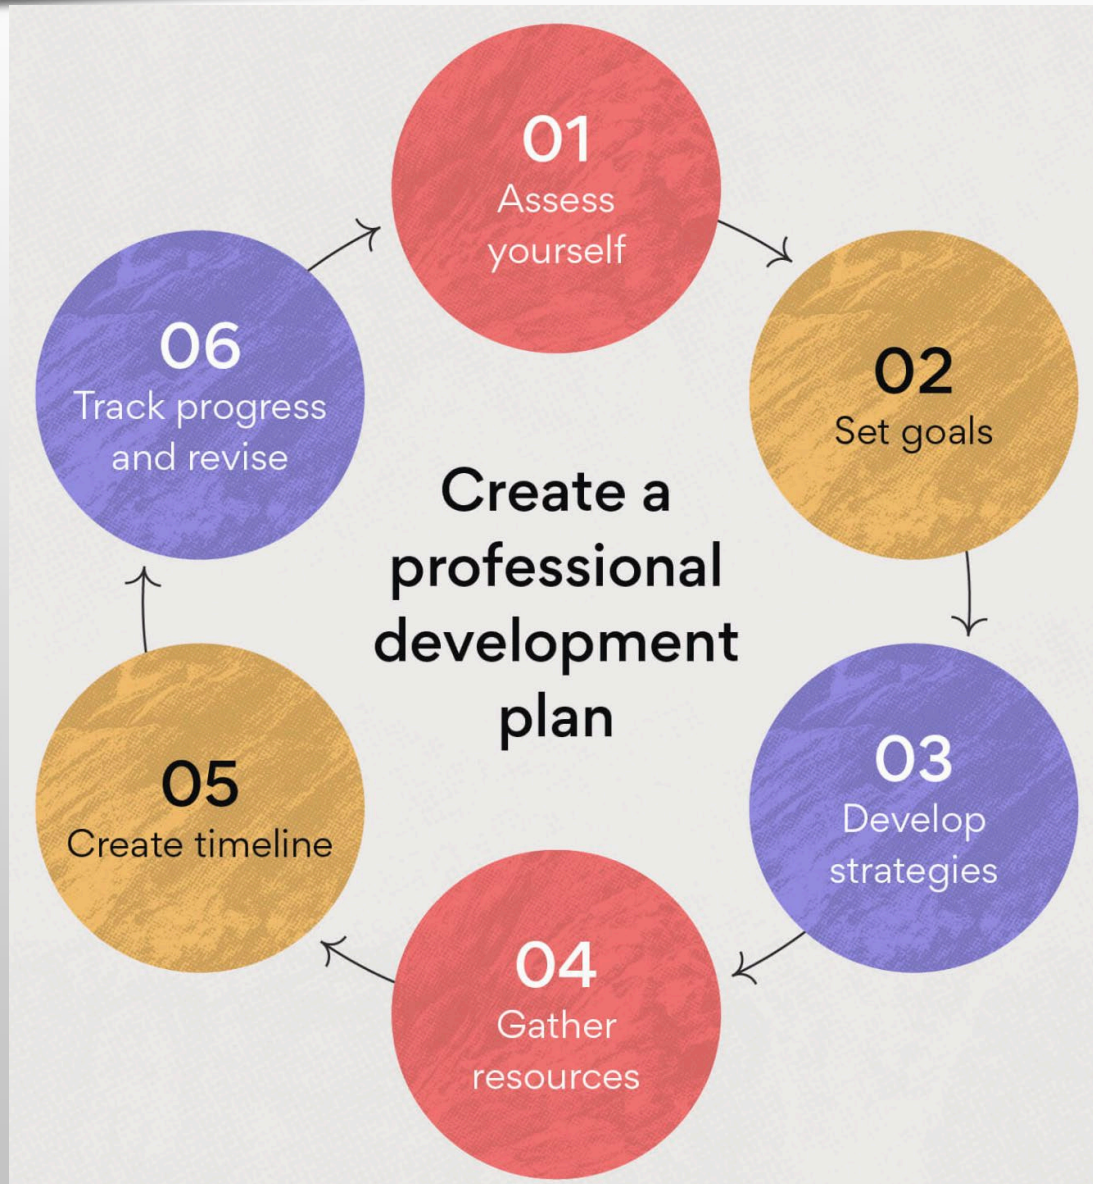 01
Assess
yourself
02
Set goals
03
Develop
strategies
04
Gather
resources
05
Create timeline
06
Track progress
and revise
Create a
professional
development
plan